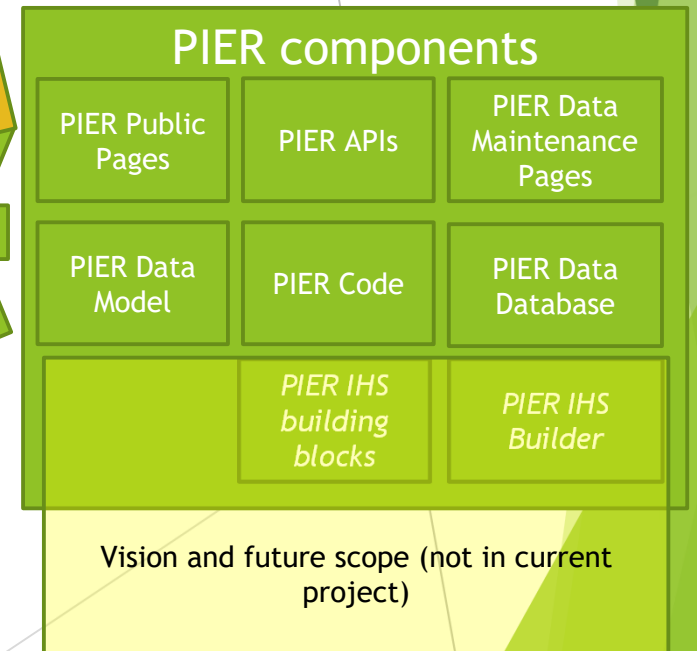 PIER components
PIER Public
Pages
PIER APIs
PIER Data
Maintenance
Pages
PIER Data
Model
PIER Code
PIER Data
Database
PIER IHS
building
blocks
PIER IHS
Builder
Vision and future scope (not in current
project)